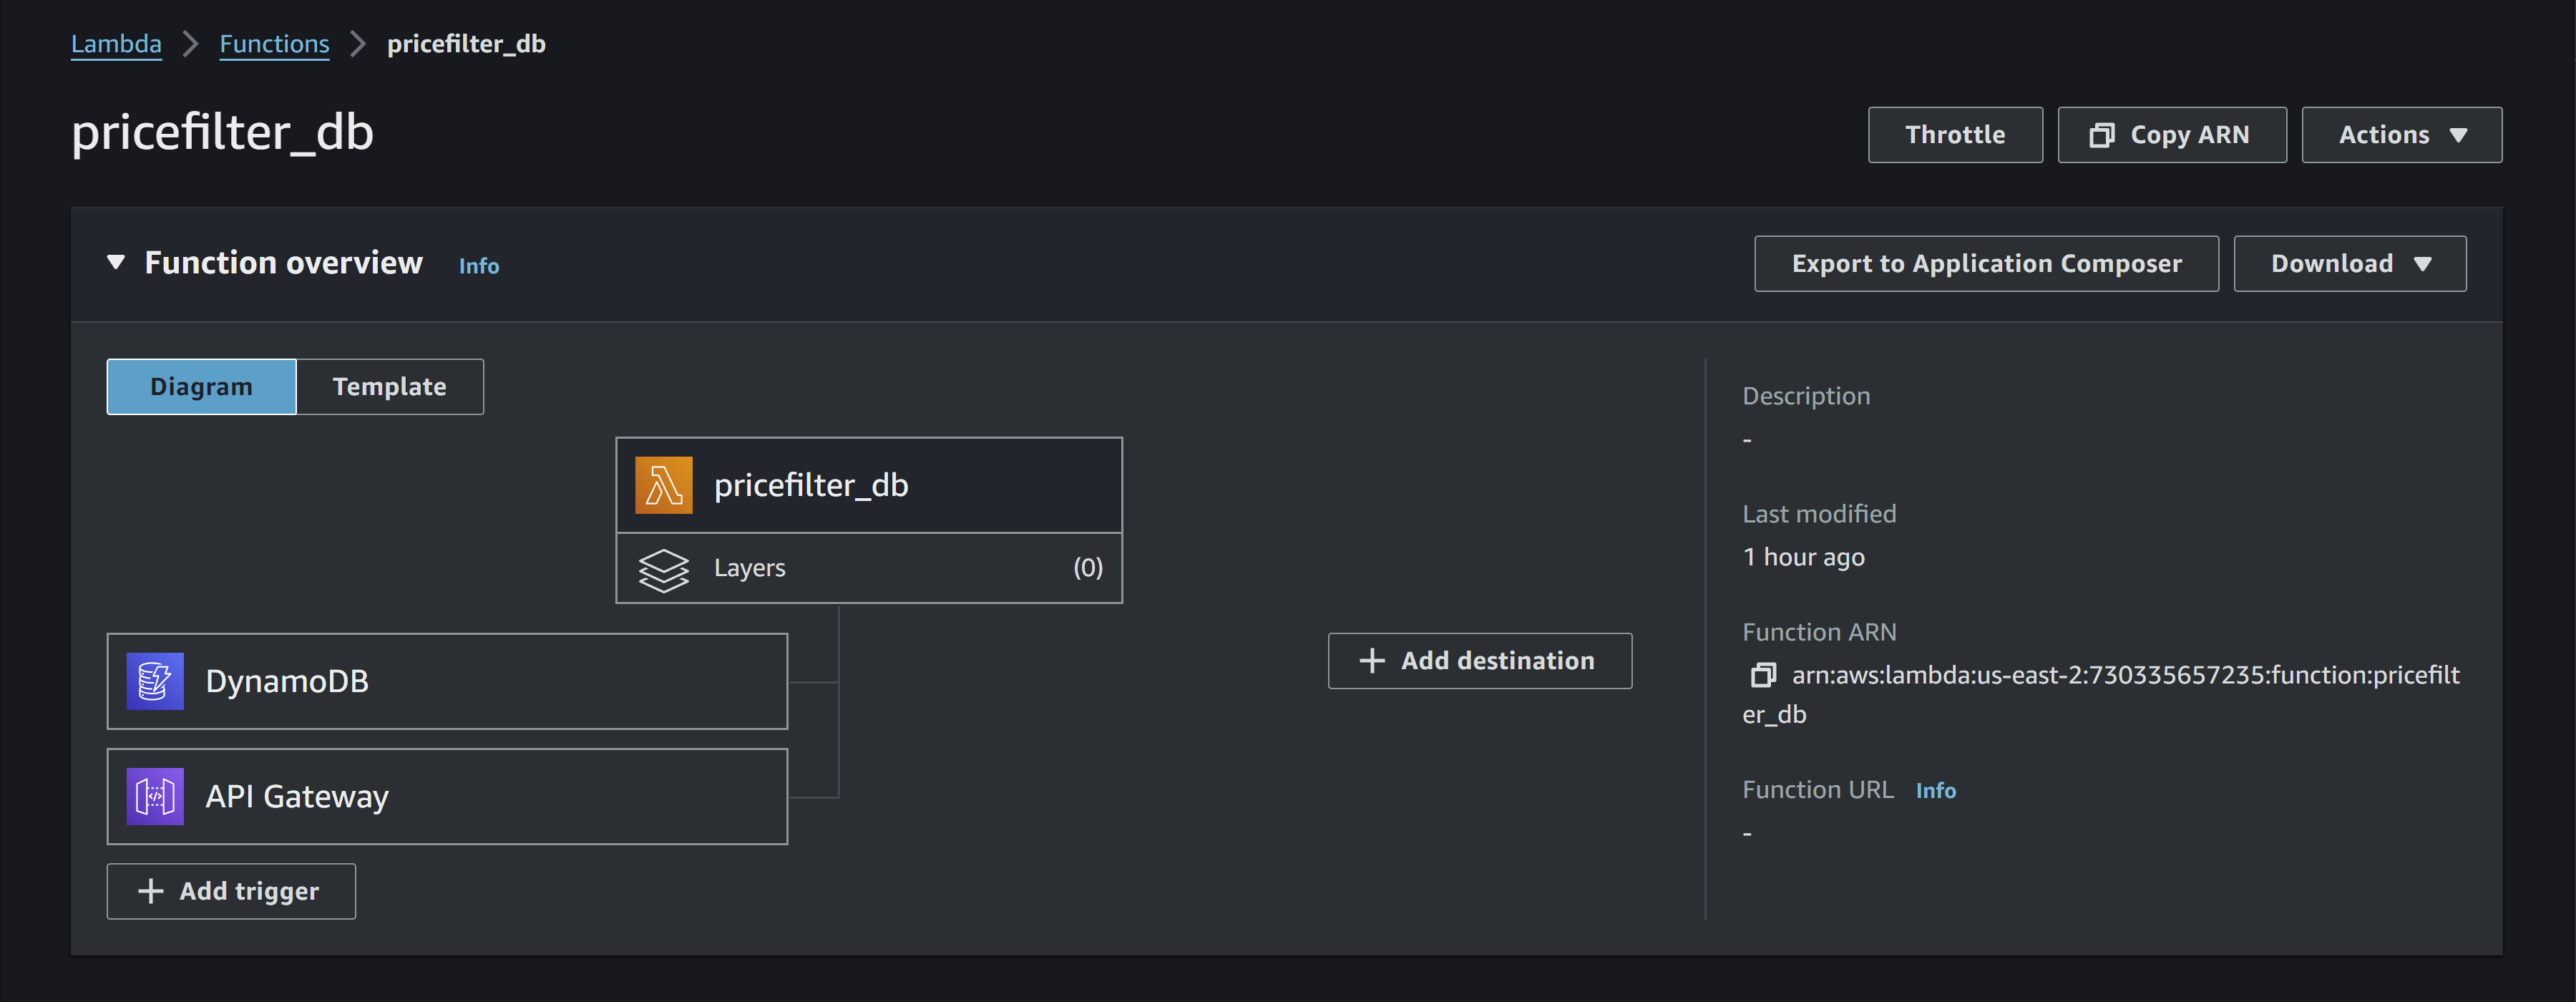 Lambda > Functions > pricefilter_db
pricefilter_db
Throttle
Copy ARN
Actions
Function overview Info
Export to Application Composer
Download
Diagram
Template
pricefilter_db
Layers (0)
DynamoDB
API Gateway
+ Add trigger
+ Add destination
Description
-
Last modified
1 hour ago
Function ARN
arn:aws:lambda:us-east-2:730335657235:function:pricefilt
er_db
Function URL Info
-